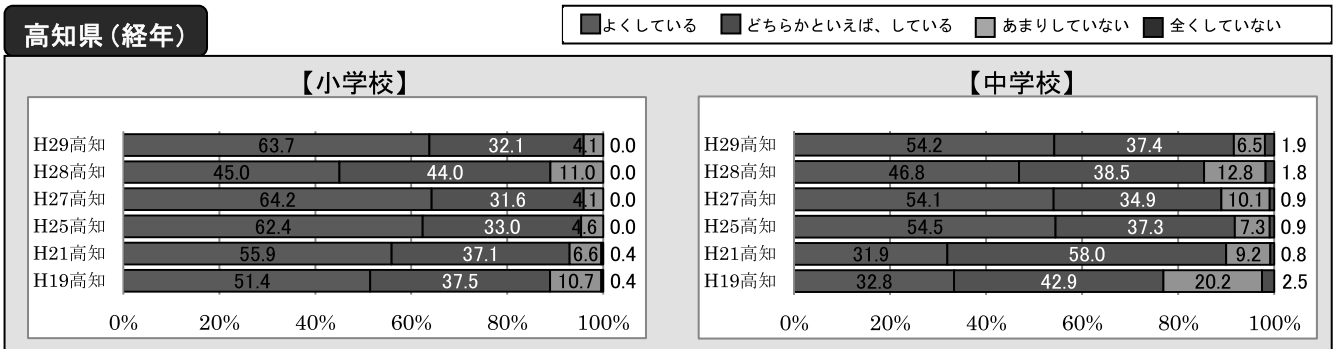 高知県（経年）
よくしている どちらかといえば、している あまりしていない 全くしていない
【小学校】
H29高知 63.7 32.1 4.1 0.0
H28高知 45.0 44.0 11.0 0.0
H27高知 64.2 31.6 4.1 0.0
H25高知 62.4 33.0 4.6 0.0
H21高知 55.9 37.1 6.6 0.4
H19高知 51.4 37.5 10.7 0.4
0% 20% 40% 60% 80% 100%
【中学校】
H29高知 54.2 37.4 6.5 1.9
H28高知 46.8 38.5 12.8 1.8
H27高知 54.1 34.9 10.1 0.9
H25高知 54.5 37.3 7.3 0.9
H21高知 31.9 58.0 9.2 0.8
H19高知 32.8 42.9 20.2 2.5
0% 20% 40% 60% 80% 100%